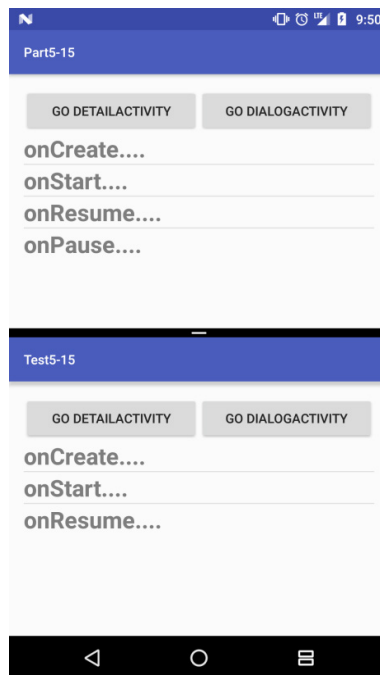 N LTE 9:50
Part5-15
GO DETAILACTIVITY GO DIALOGACTIVITY
onCreate....
onStart....
onResume....
onPause....
Test5-15
GO DETAILACTIVITY GO DIALOGACTIVITY
onCreate....
onStart....
onResume....